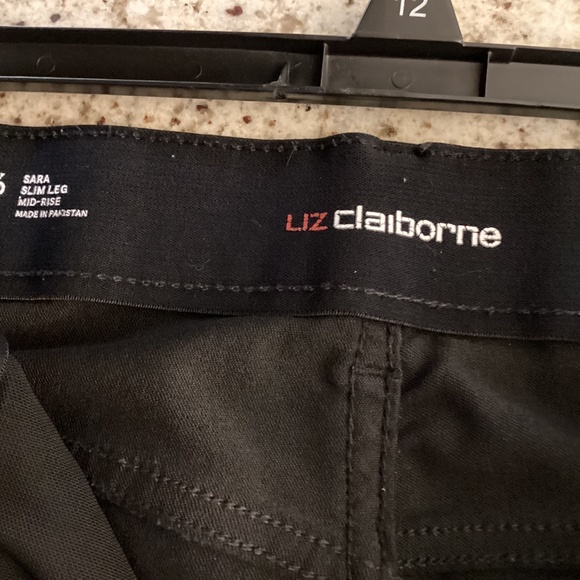 12
SARA
SLIM LEG
MID-RISE
MADE IN PAKISTAN
LIZ claiborne